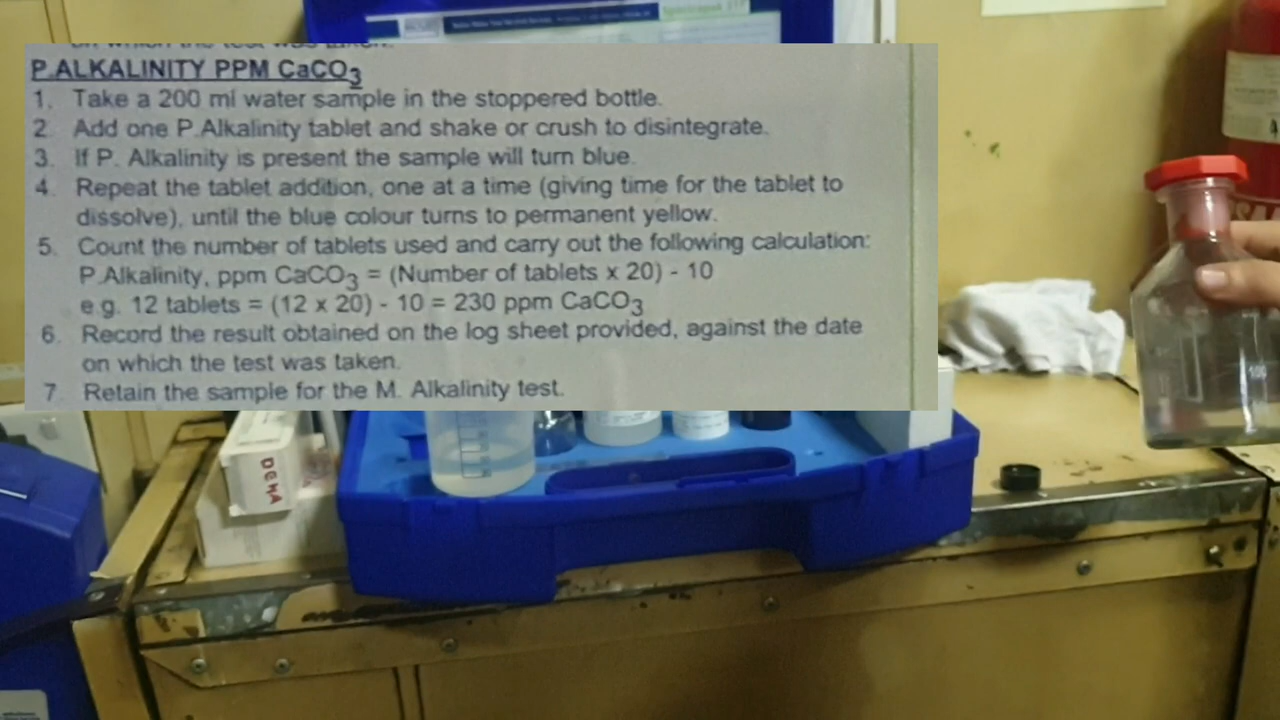 P.ALKALINITY PPM CaCO3
1. Take a 200 ml water sample in the stoppered bottle.
2. Add one P.Alkalinity tablet and shake or crush to disintegrate.
3. If P. Alkalinity is present the sample will turn blue.
4. Repeat the tablet addition, one at a time (giving time for the tablet to
dissolve), until the blue colour turns to permanent yellow.
5. Count the number of tablets used and carry out the following calculation:
P.Alkalinity, ppm CaCO3 = (Number of tablets x 20) - 10
e.g. 12 tablets = (12 x 20) - 10 = 230 ppm CaCO3
6. Record the result obtained on the log sheet provided, against the date
on which the test was taken.
7. Retain the sample for the M. Alkalinity test.
DEHA
100